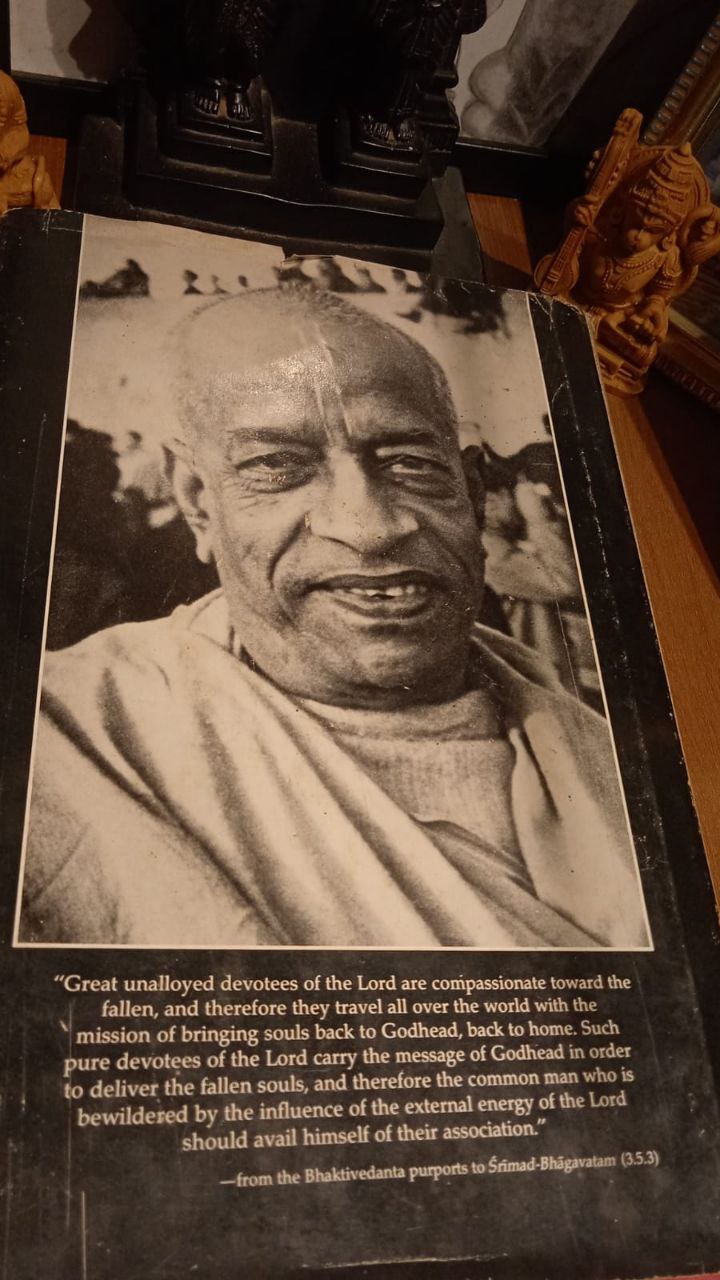 “Great unalloyed devotees of the Lord are compassionate toward the
fallen, and therefore they travel all over the world with the
mission of bringing souls back to Godhead, back to home. Such
pure devotees of the Lord carry the message of Godhead in order
to deliver the fallen souls, and therefore the common man who is
bewildered by the influence of the external energy of the Lord
should avail himself of their association.”
—from the Bhaktivedanta purports to Śrīmad-Bhāgavatam (3.5.3)